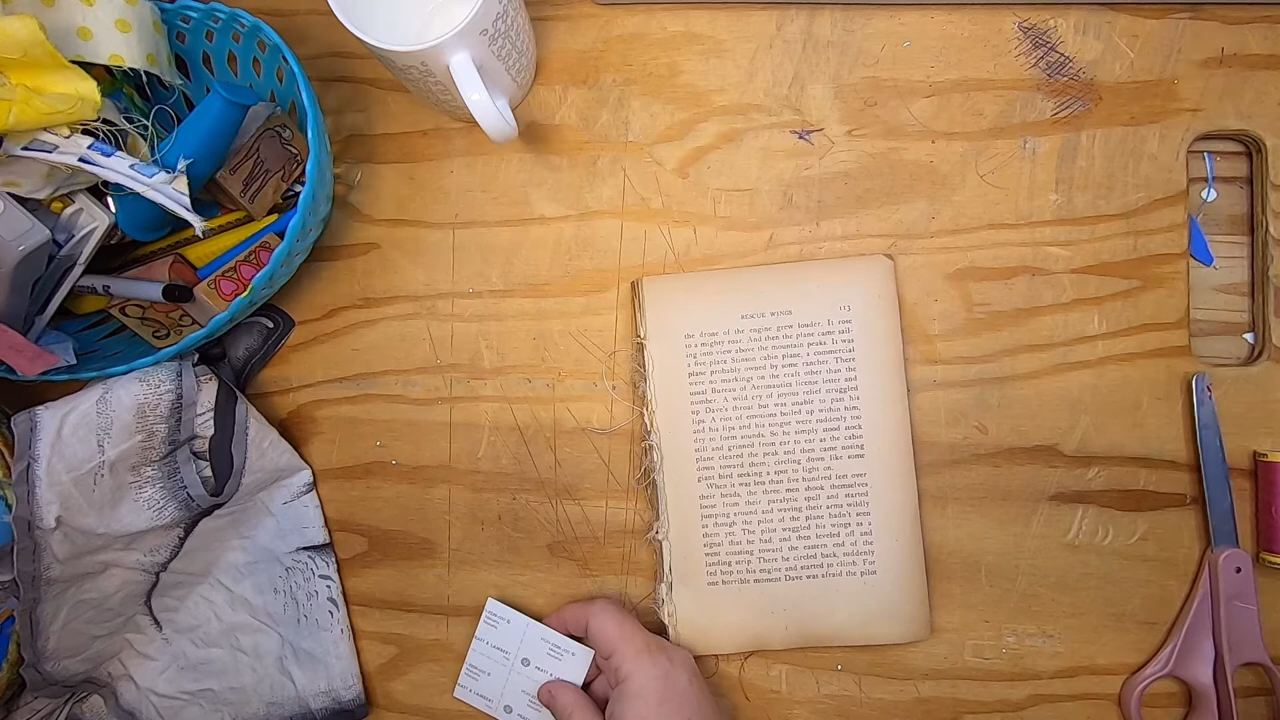 RESCUE WINGS 113
the drone of the engine grew louder. It rose
to a mighty roar. And then the plane came sail-
ing into view above the mountain peaks. It was
a five-place Stinson cabin plane, a commercial
plane probably owned by some rancher. There
were no markings on the craft other than the
usual Bureau of Aeronautics license letter and
number. A wild cry of joyous relief struggled
up Dave's throat but was unable to pass his
lips. A riot of emotions boiled up within him,
and his lips and his tongue were suddenly too
dry to form sounds. So he simply stood stock
still and grinned from ear to ear as the cabin
plane cleared the peak and then came nosing
down toward them; circling down like some
giant bird seeking a spot to light on.
When it was less than five hundred feet over
their heads, the three men shook themselves
loose from their paralytic spell and started
jumping around and waving their arms wildly
as though the pilot of the plane hadn't seen
them yet. The pilot waggled his wings as a
signal that he had, and then leveled off and
went coasting toward the eastern end of the
landing strip. There he circled back, suddenly
fed hop to his engine and started to climb. For
one horrible moment Dave was afraid the pilot
PRATT & LAMBERT